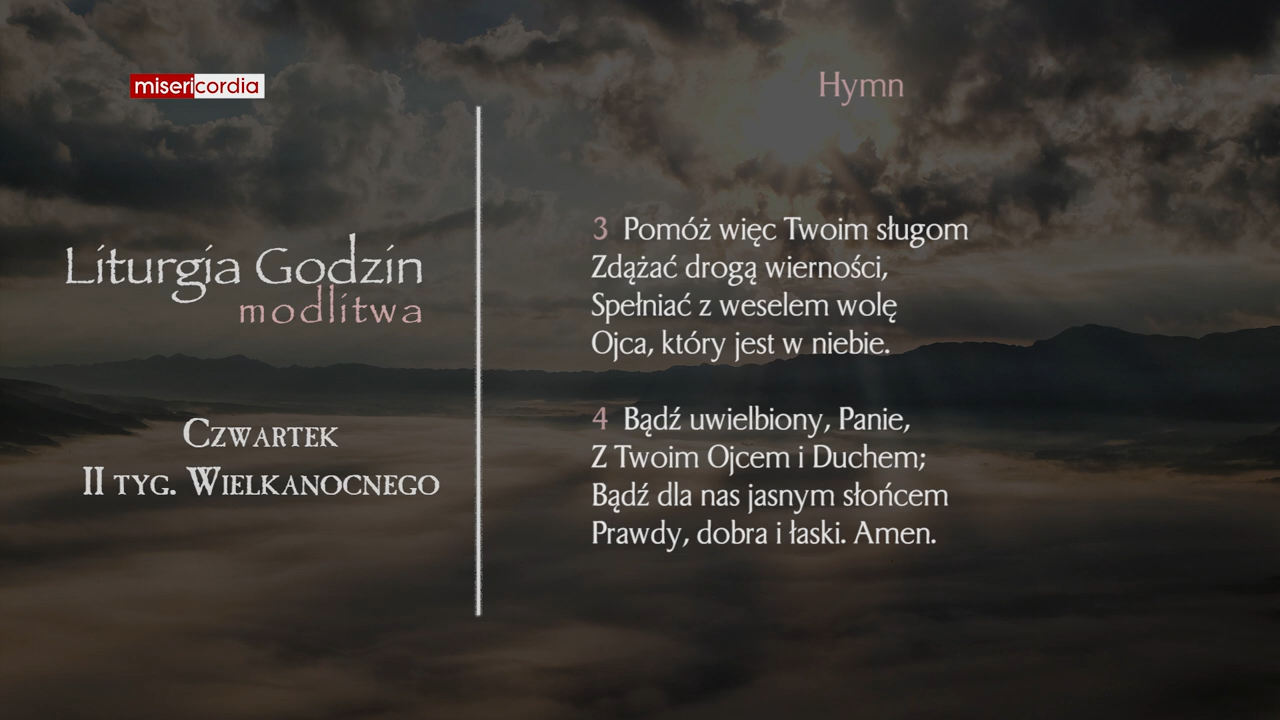 misericordia
Liturgia Godzin
modlitwa
Czwartek
II tyg. Wielkanocnego
Hymn
3 Pomóż więc Twoim sługom
Zdążać drogą wierności,
Spełniać z weselem wolę
Ojca, który jest w niebie.
4 Bądź uwielbiony, Panie,
Z Twoim Ojcem i Duchem;
Bądź dla nas jasnym słońcem
Prawdy, dobra i łaski. Amen.